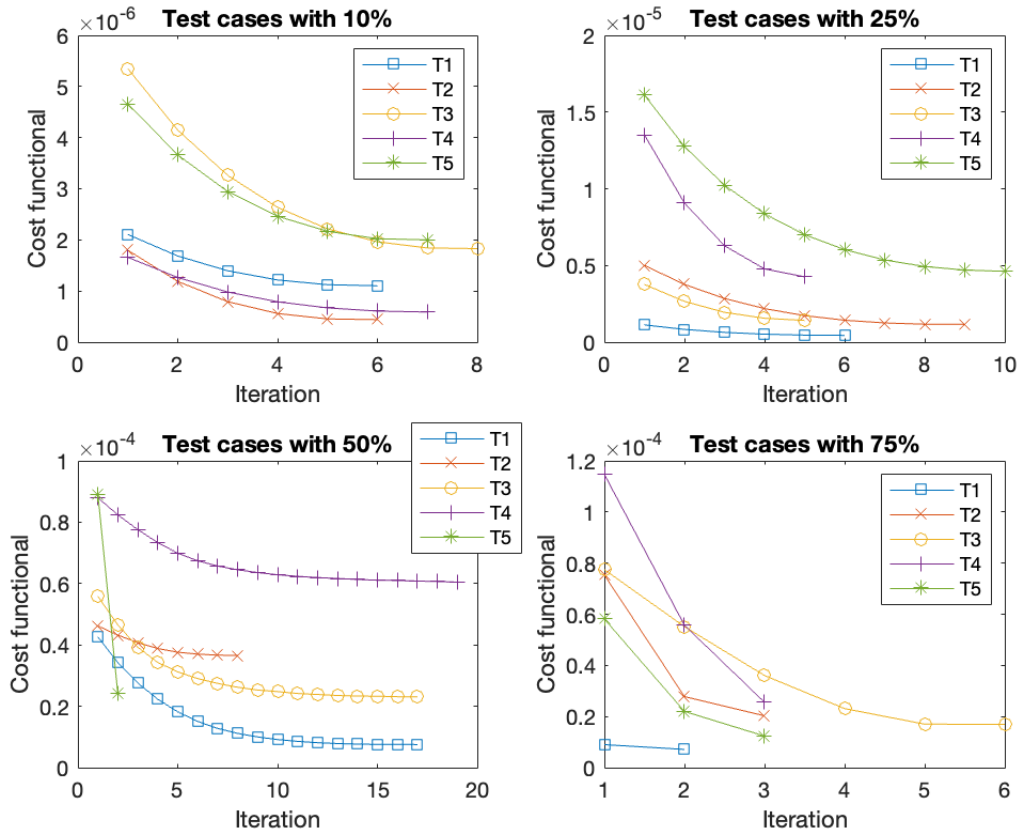 Test cases with 10%
×10⁻⁶
Cost functional
6
5
4
3
2
1
0
0 2 4 6 8
Iteration
T1
T2
T3
T4
T5
Test cases with 25%
×10⁻⁵
Cost functional
2
1.5
1
0.5
0
0 2 4 6 8 10
Iteration
T1
T2
T3
T4
T5
Test cases with 50%
×10⁻⁴
Cost functional
1
0.8
0.6
0.4
0.2
0
0 5 10 15 20
Iteration
T1
T2
T3
T4
T5
Test cases with 75%
×10⁻⁴
Cost functional
1.2
1
0.8
0.6
0.4
0.2
0
1 2 3 4 5 6
Iteration
T1
T2
T3
T4
T5